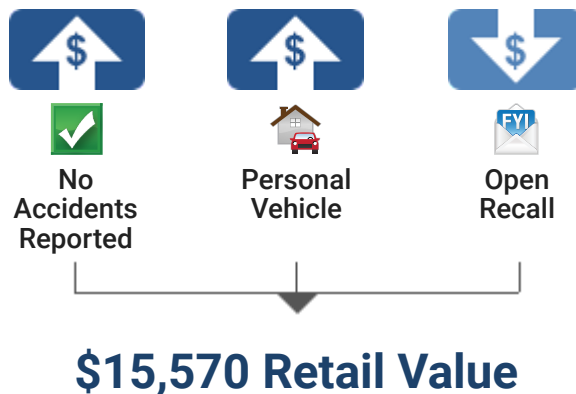 $ $ $
FYI
No
Accidents
Reported
Personal
Vehicle
Open
Recall
$15,570 Retail Value